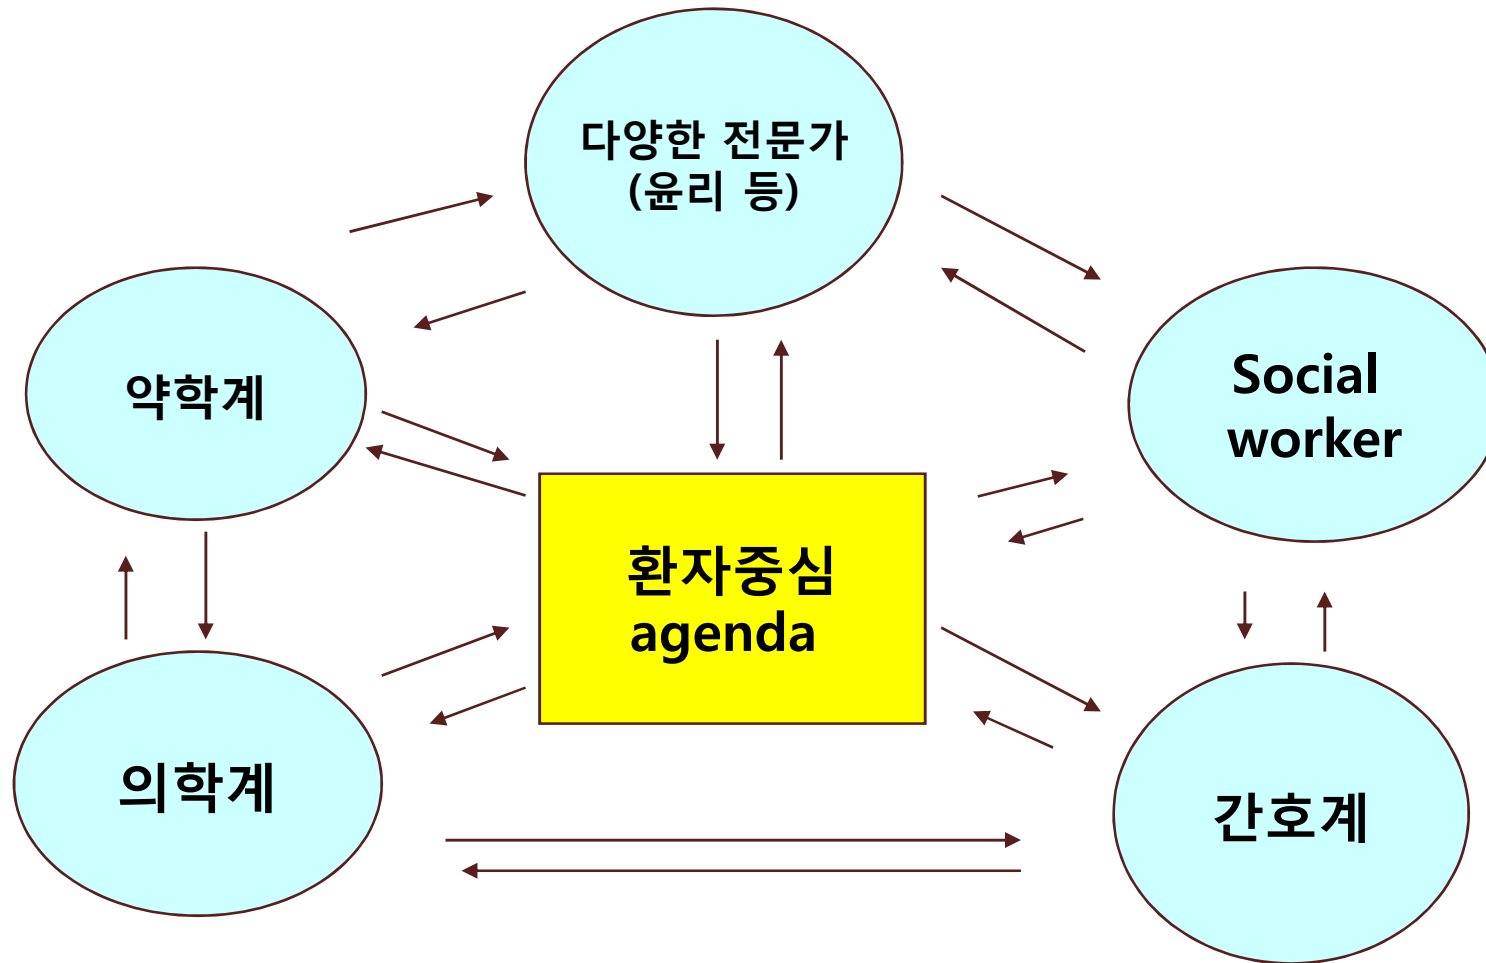 다양한 전문가
(윤리 등)
약학계
Social
worker
환자중심
agenda
의학계
간호계